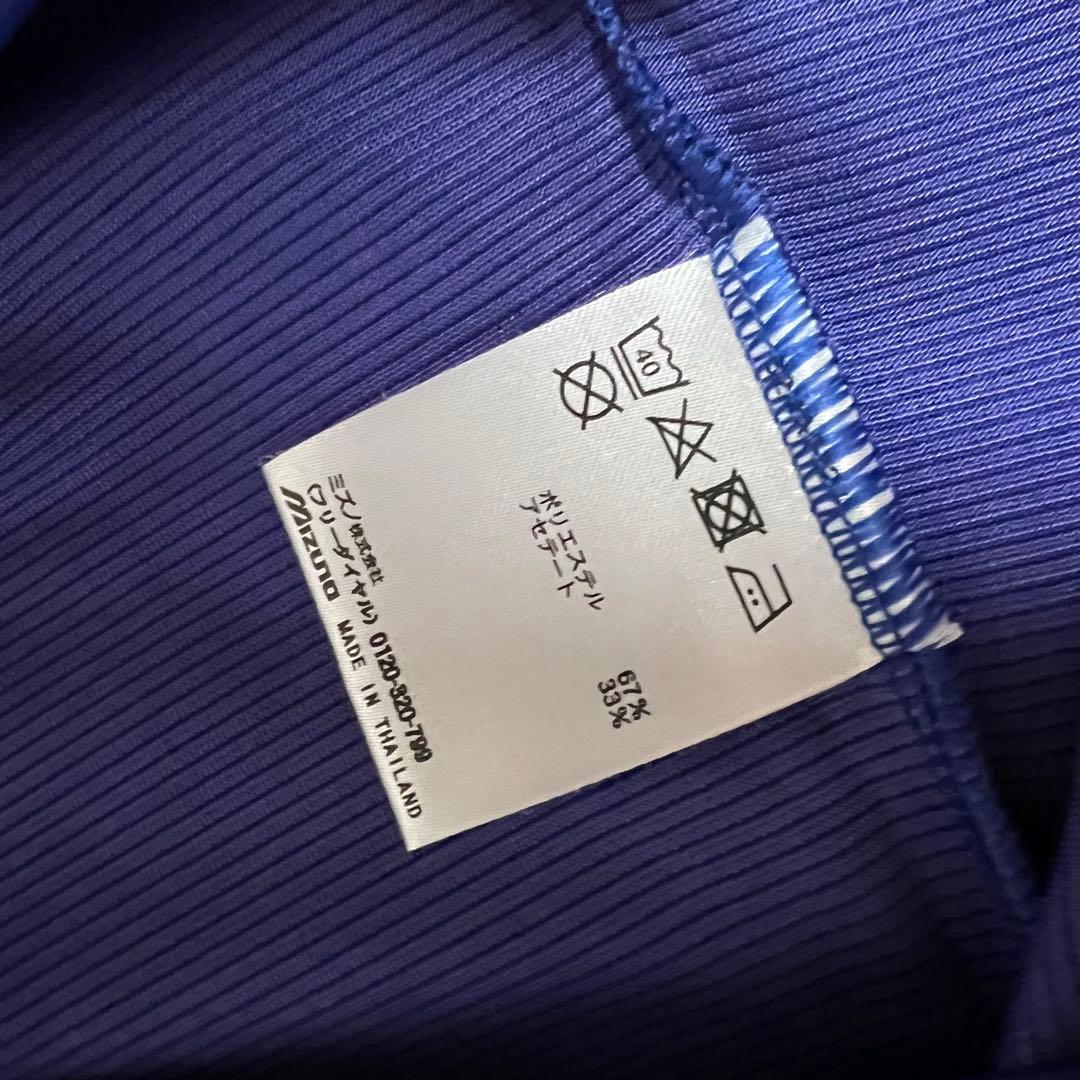 40
ポリエステル 67%
アセテート 33%
ミズノ株式会社
(フリーダイヤル) 0120-320-799
MIZUNO MADE IN THAILAND